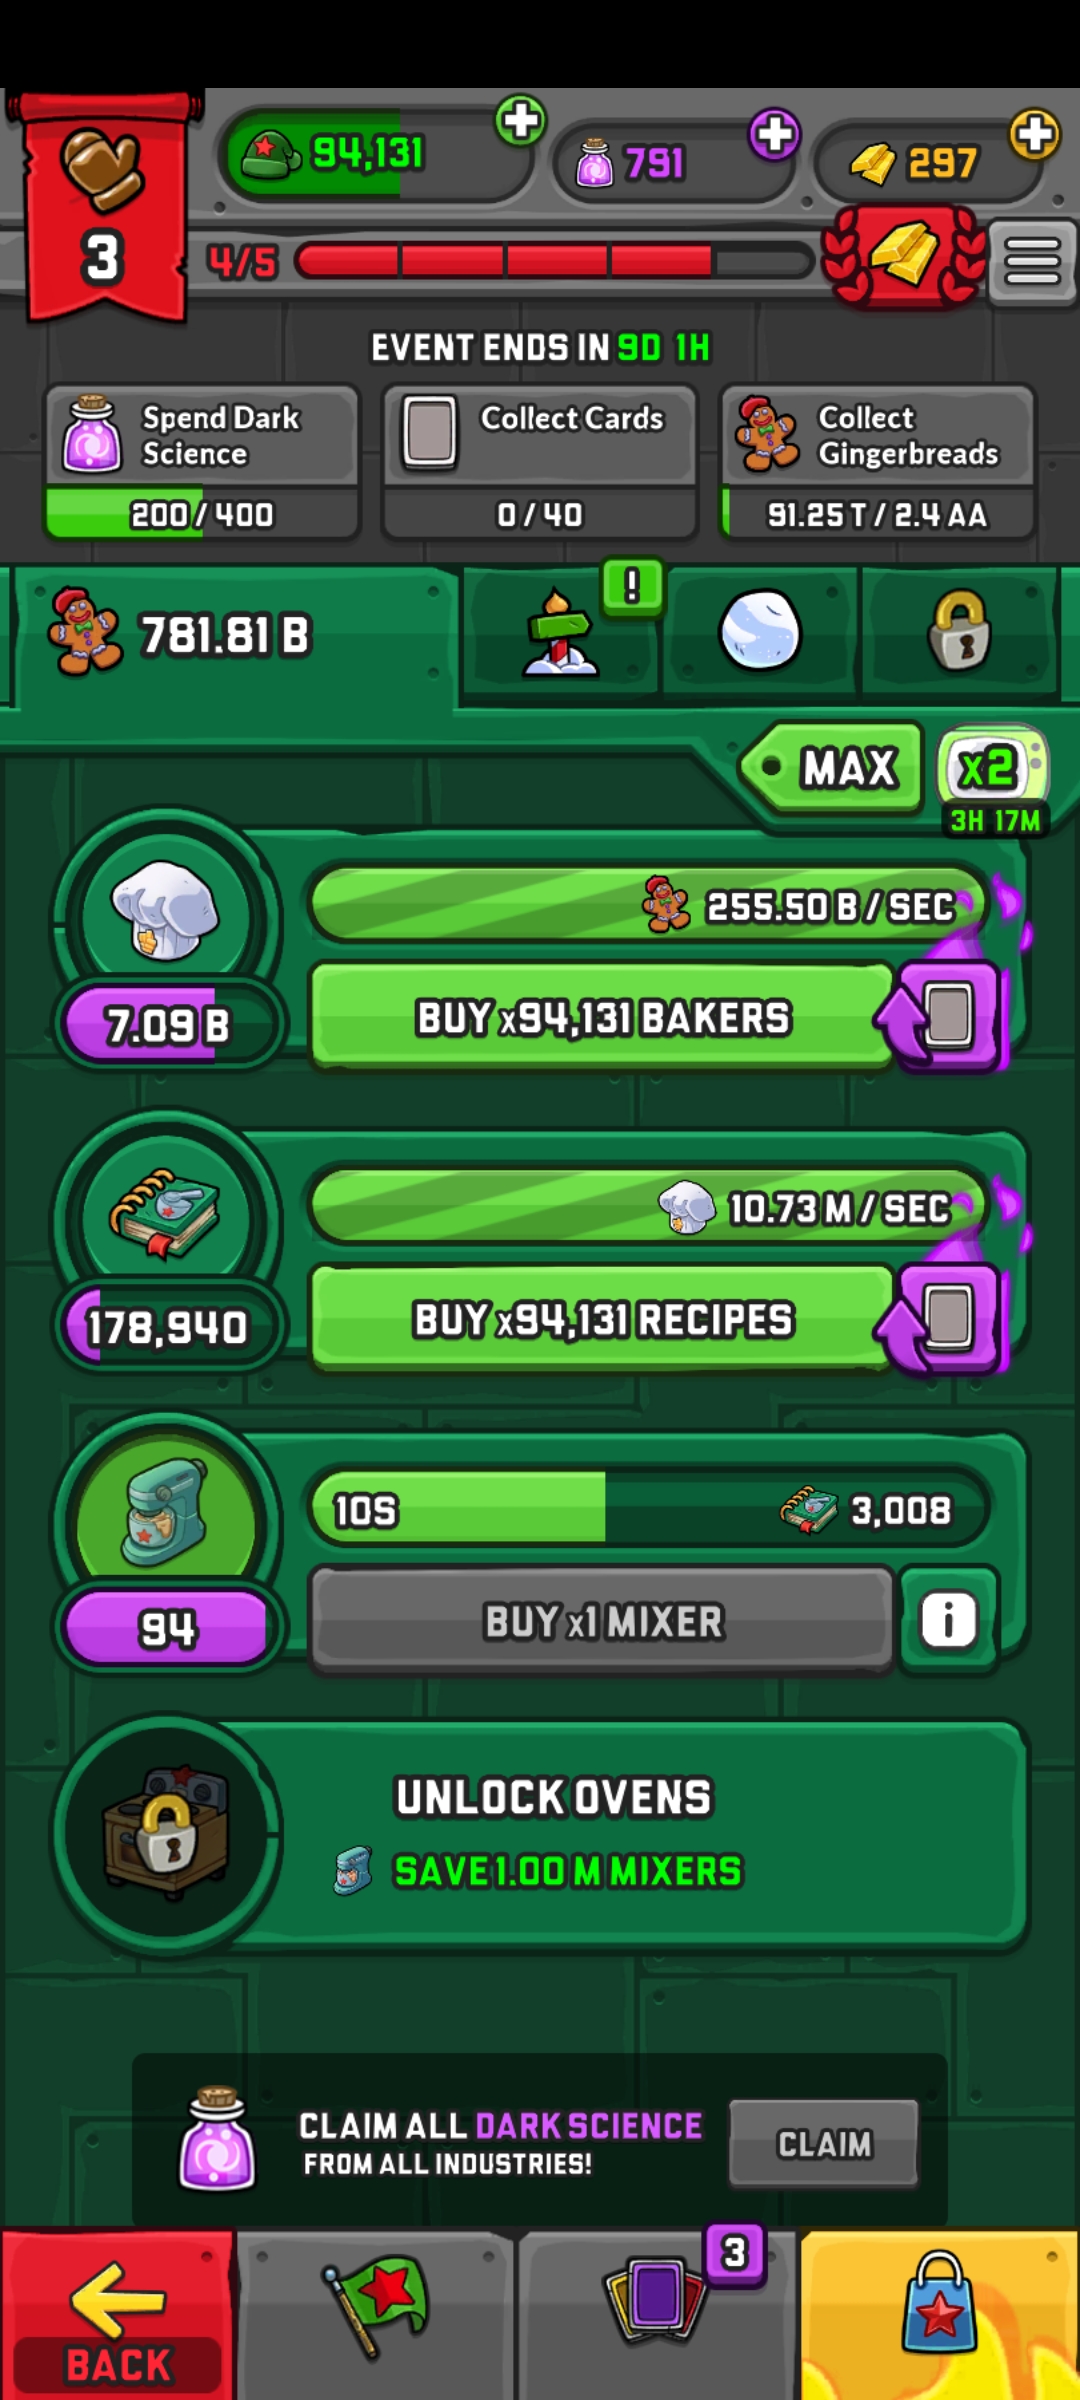 94,131
791
297
3
4/5
EVENT ENDS IN 9D 1H
Spend Dark Science
200 / 400
Collect Cards
0 / 40
Collect Gingerbreads
91.25 T / 2.4 AA
781.81 B
!
MAX
x2
3H 17M
255.50 B / SEC
7.09 B
BUY x94,131 BAKERS
10.73 M / SEC
178,940
BUY x94,131 RECIPES
10S
3,008
94
BUY x1 MIXER
i
UNLOCK OVENS
SAVE 1.00 M MIXERS
CLAIM ALL DARK SCIENCE
FROM ALL INDUSTRIES!
CLAIM
3
BACK